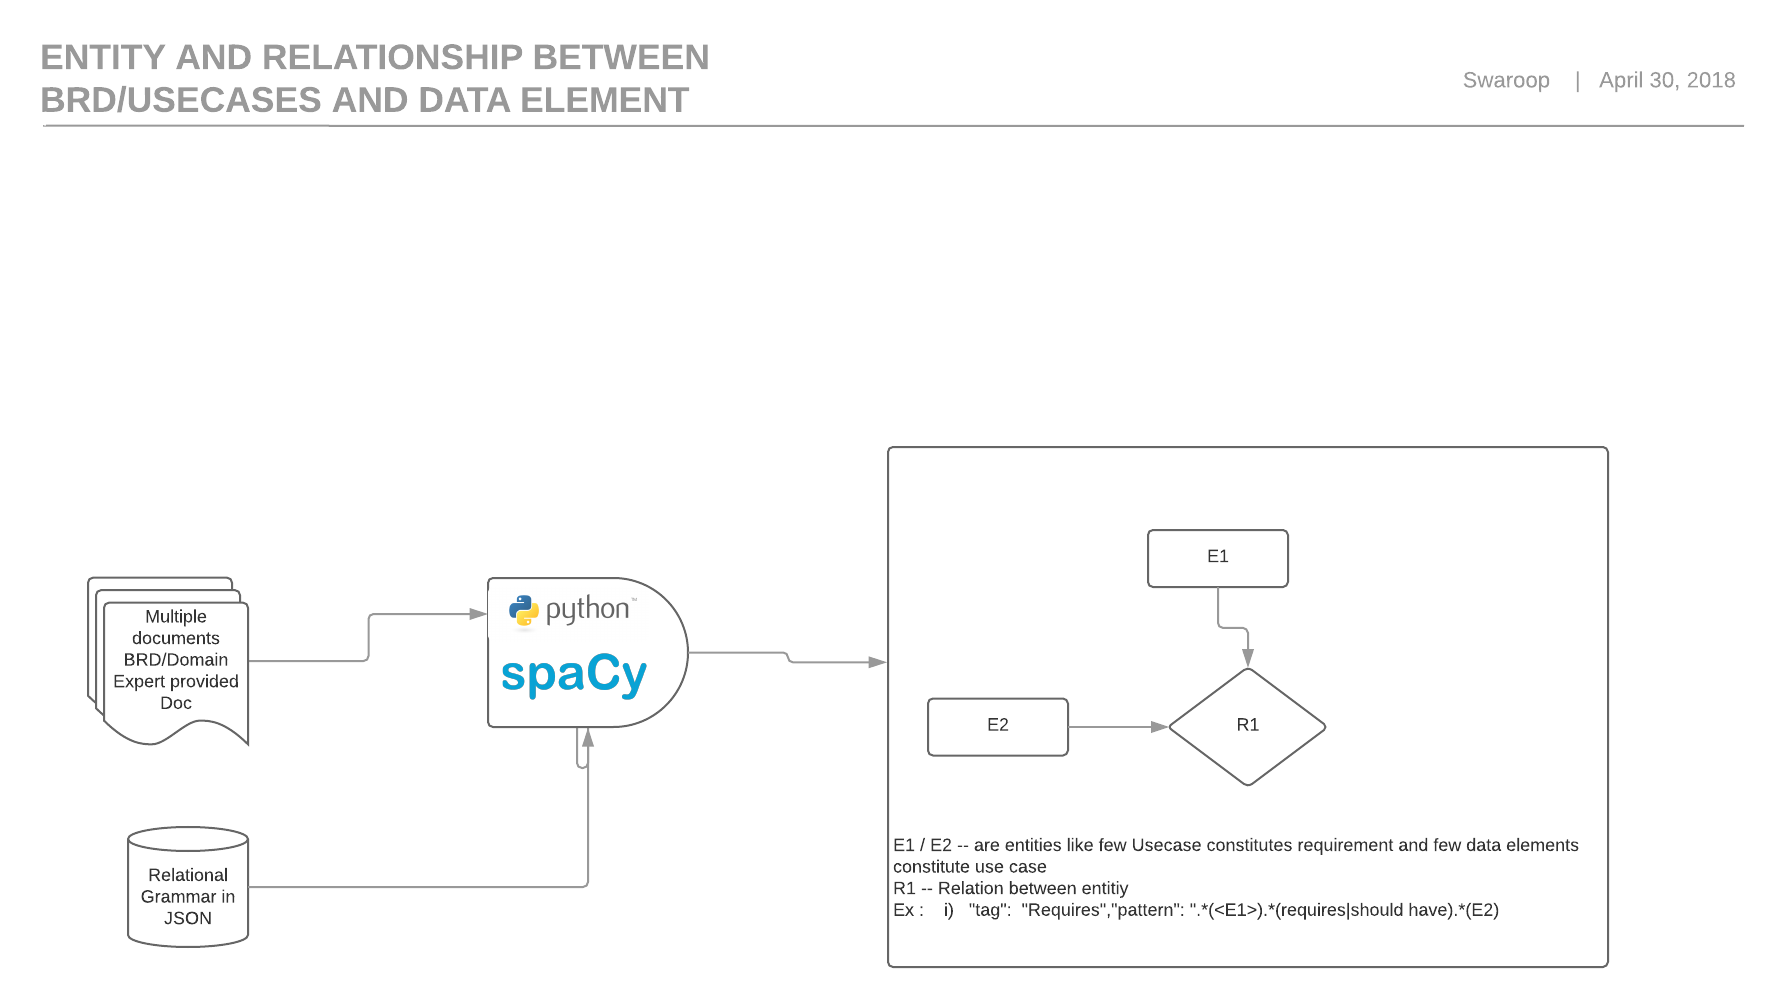 ENTITY AND RELATIONSHIP BETWEEN
BRD/USECASES AND DATA ELEMENT
Swaroop | April 30, 2018
Multiple
documents
BRD/Domain
Expert provided
Doc
python™
spaCy
E1
E2
R1
Relational
Grammar in
JSON
E1 / E2 -- are entities like few Usecase constitutes requirement and few data elements
constitute use case
R1 -- Relation between entitiy
Ex : i) "tag": "Requires","pattern": ".*(<E1>).*(requires|should have).*(E2)